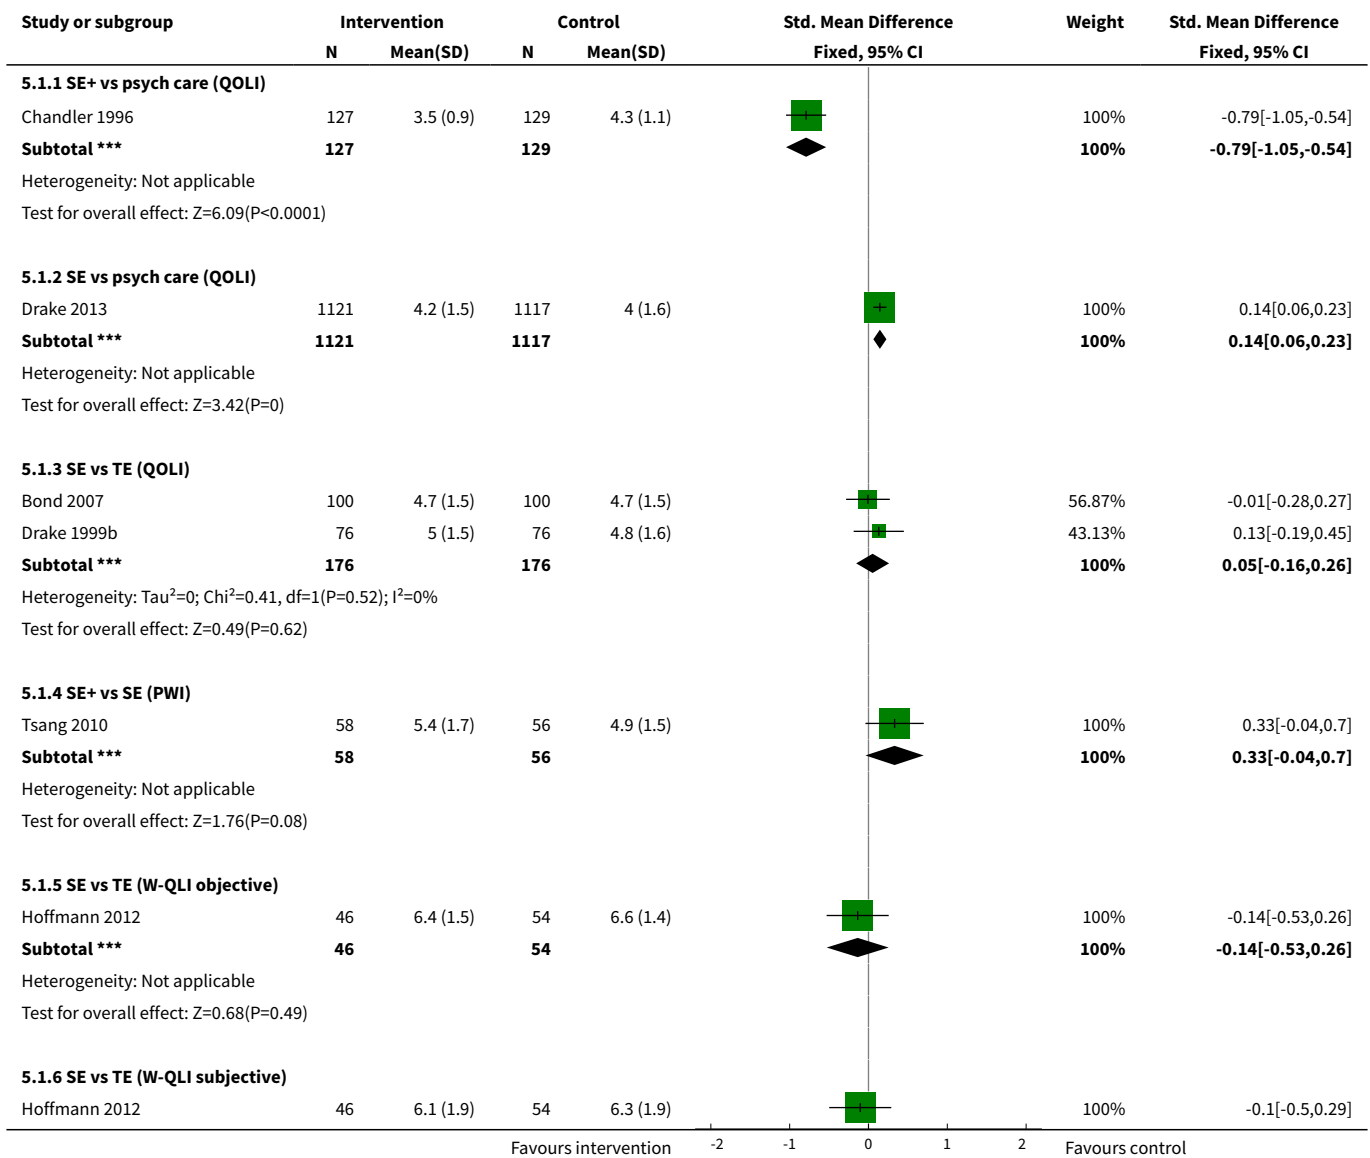 Study or subgroup Intervention Control Std. Mean Difference Weight Std. Mean Difference
N Mean(SD) N Mean(SD) Fixed, 95% CI Fixed, 95% CI
5.1.1 SE+ vs psych care (QOLI)
Chandler 1996 127 3.5 (0.9) 129 4.3 (1.1) 100% -0.79[-1.05,-0.54]
Subtotal *** 127 129 100% -0.79[-1.05,-0.54]
Heterogeneity: Not applicable
Test for overall effect: Z=6.09(P<0.0001)
5.1.2 SE vs psych care (QOLI)
Drake 2013 1121 4.2 (1.5) 1117 4 (1.6) 100% 0.14[0.06,0.23]
Subtotal *** 1121 1117 100% 0.14[0.06,0.23]
Heterogeneity: Not applicable
Test for overall effect: Z=3.42(P=0)
5.1.3 SE vs TE (QOLI)
Bond 2007 100 4.7 (1.5) 100 4.7 (1.5) 56.87% -0.01[-0.28,0.27]
Drake 1999b 76 5 (1.5) 76 4.8 (1.6) 43.13% 0.13[-0.19,0.45]
Subtotal *** 176 176 100% 0.05[-0.16,0.26]
Heterogeneity: Tau²=0; Chi²=0.41, df=1(P=0.52); I²=0%
Test for overall effect: Z=0.49(P=0.62)
5.1.4 SE+ vs SE (PWI)
Tsang 2010 58 5.4 (1.7) 56 4.9 (1.5) 100% 0.33[-0.04,0.7]
Subtotal *** 58 56 100% 0.33[-0.04,0.7]
Heterogeneity: Not applicable
Test for overall effect: Z=1.76(P=0.08)
5.1.5 SE vs TE (W-QLI objective)
Hoffmann 2012 46 6.4 (1.5) 54 6.6 (1.4) 100% -0.14[-0.53,0.26]
Subtotal *** 46 54 100% -0.14[-0.53,0.26]
Heterogeneity: Not applicable
Test for overall effect: Z=0.68(P=0.49)
5.1.6 SE vs TE (W-QLI subjective)
Hoffmann 2012 46 6.1 (1.9) 54 6.3 (1.9) 100% -0.1[-0.5,0.29]
Favours intervention -2 -1 0 1 2 Favours control